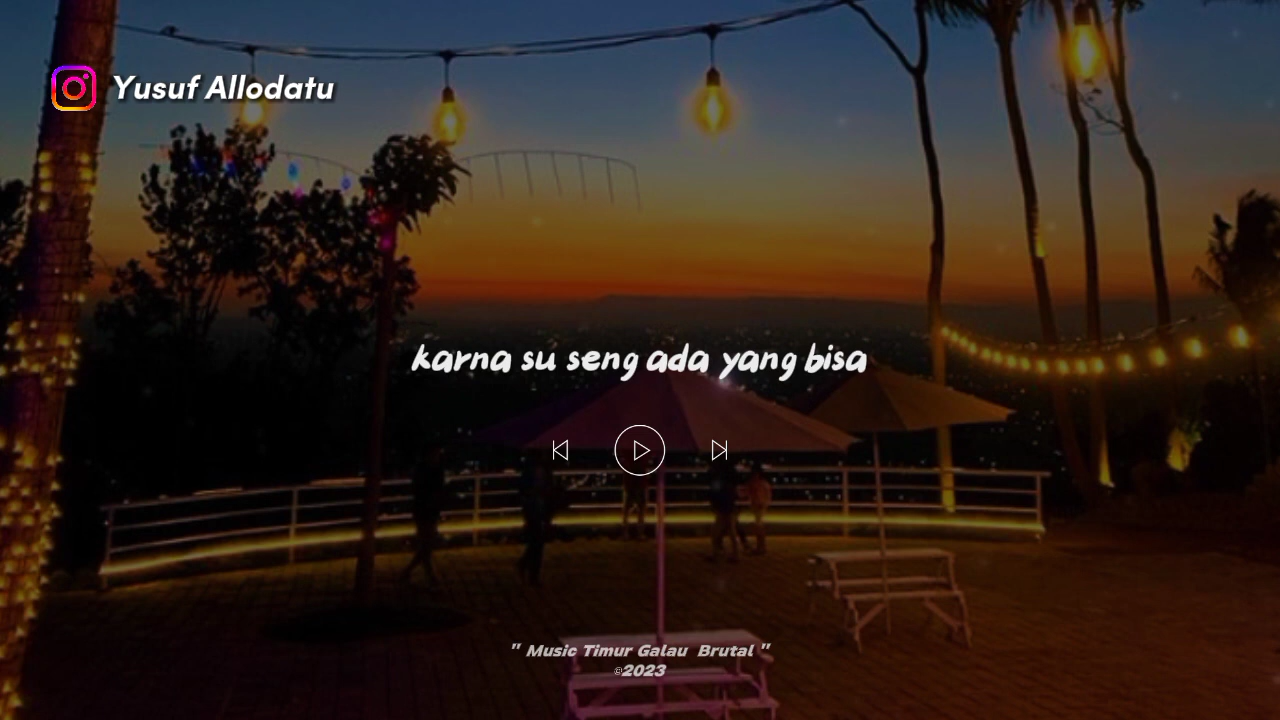 Yusuf Allodatu
karna su seng ada yang bisa
" Music Timur Galau Brutal "
©2023